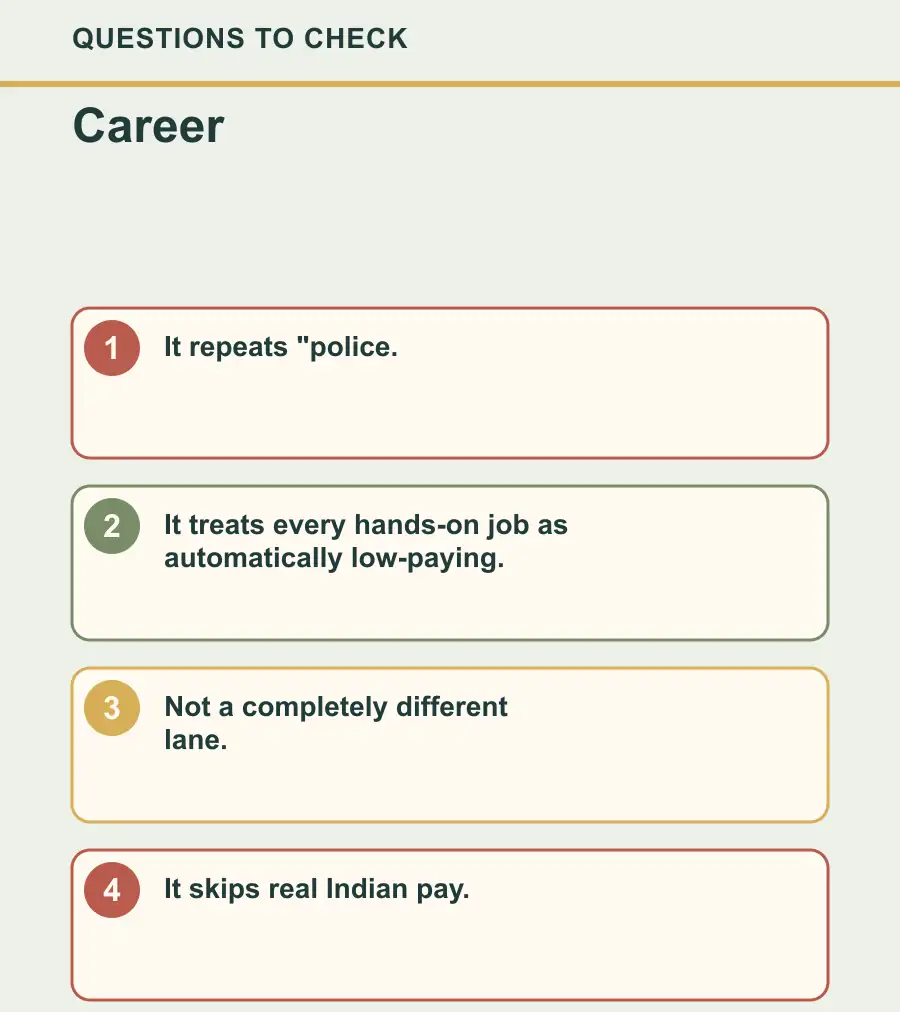 QUESTIONS TO CHECK
Career
1
It repeats "police.
2
It treats every hands-on job as
automatically low-paying.
3
Not a completely different
lane.
4
It skips real Indian pay.